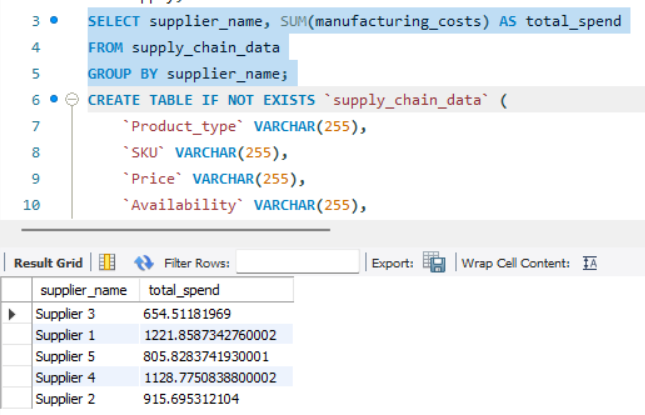 3 SELECT supplier_name, SUM(manufacturing_costs) AS total_spend
4 FROM supply_chain_data
5 GROUP BY supplier_name;
6 CREATE TABLE IF NOT EXISTS `supply_chain_data` (
7 `Product_type` VARCHAR(255),
8 `SKU` VARCHAR(255),
9 `Price` VARCHAR(255),
10 `Availability` VARCHAR(255),
Result Grid Filter Rows: Export: Wrap Cell Content: IA
supplier_name total_spend
Supplier 3 654.51181969
Supplier 1 1221.8587342760002
Supplier 5 805.8283741930001
Supplier 4 1128.7750838800002
Supplier 2 915.695312104